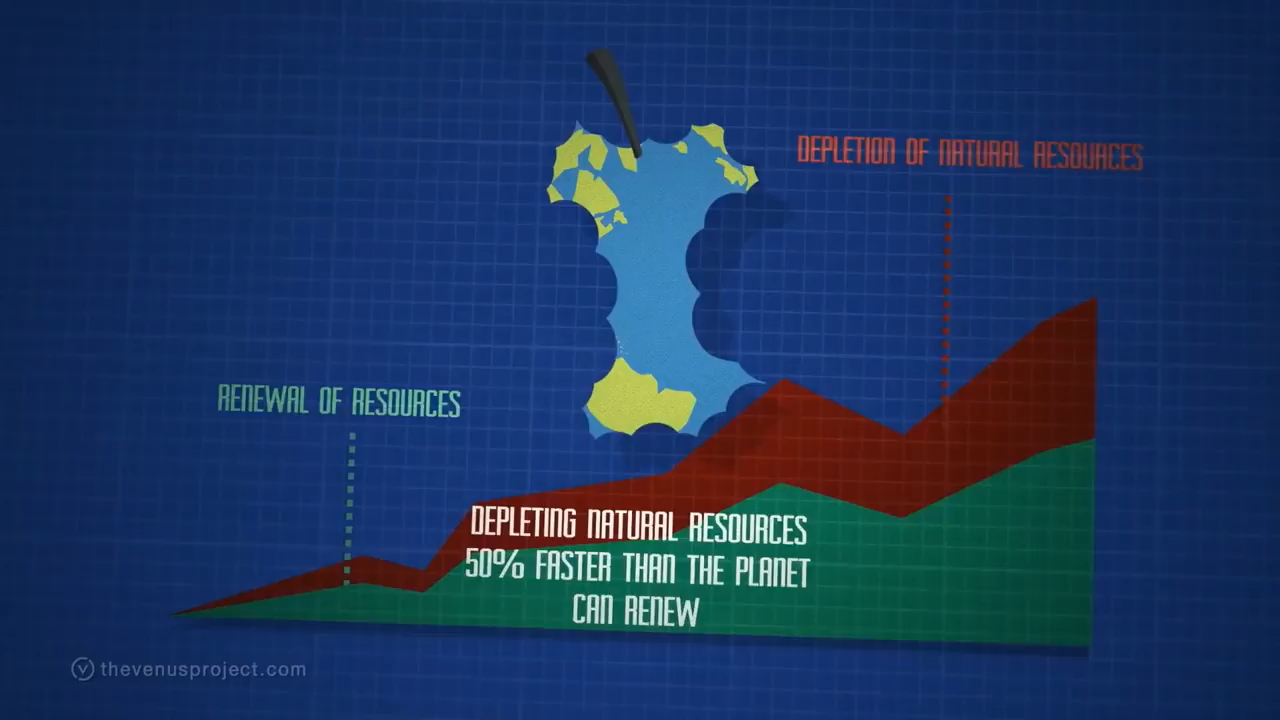 DEPLETION OF NATURAL RESOURCES
RENEWAL OF RESOURCES
DEPLETING NATURAL RESOURCES
50% FASTER THAN THE PLANET
CAN RENEW
thevenusproject.com